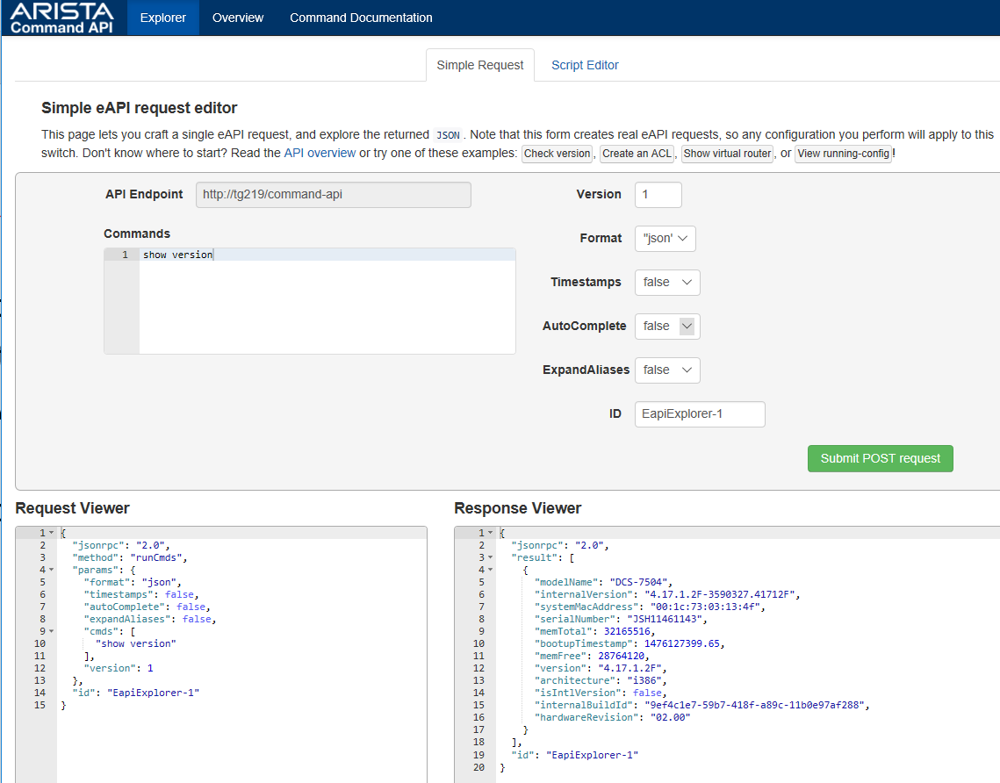 ARISTA
Command API
Explorer
Overview
Command Documentation
Simple Request
Script Editor
Simple eAPI request editor
This page lets you craft a single eAPI request, and explore the returned JSON. Note that this form creates real eAPI requests, so any configuration you perform will apply to this
switch. Don't know where to start? Read the API overview or try one of these examples: Check version, Create an ACL, Show virtual router, or View running-config!
API Endpoint http://tg219/command-api
Version 1
Commands
1 show version
Format "json'
Timestamps false
AutoComplete false
ExpandAliases false
ID EapiExplorer-1
Submit POST request
Request Viewer
1 {
2 "jsonrpc": "2.0",
3 "method": "runCmds",
4 "params": {
5 "format": "json",
6 "timestamps": false,
7 "autoComplete": false,
8 "expandAliases": false,
9 "cmds": [
10 "show version"
11 ],
12 "version": 1
13 },
14 "id": "EapiExplorer-1"
15 }
Response Viewer
1 {
2 "jsonrpc": "2.0",
3 "result": [
4 {
5 "modelName": "DCS-7504",
6 "internalVersion": "4.17.1.2F-3590327.41712F",
7 "systemMacAddress": "00:1c:73:03:13:4f",
8 "serialNumber": "JSH11461143",
9 "memTotal": 32165516,
10 "bootupTimestamp": 1476127399.65,
11 "memFree": 28764120,
12 "version": "4.17.1.2F",
13 "architecture": "i386",
14 "isIntlVersion": false,
15 "internalBuildId": "9ef4c1e7-59b7-418f-a89c-11b0e97af288",
16 "hardwareRevision": "02.00"
17 }
18 ],
19 "id": "EapiExplorer-1"
20 }